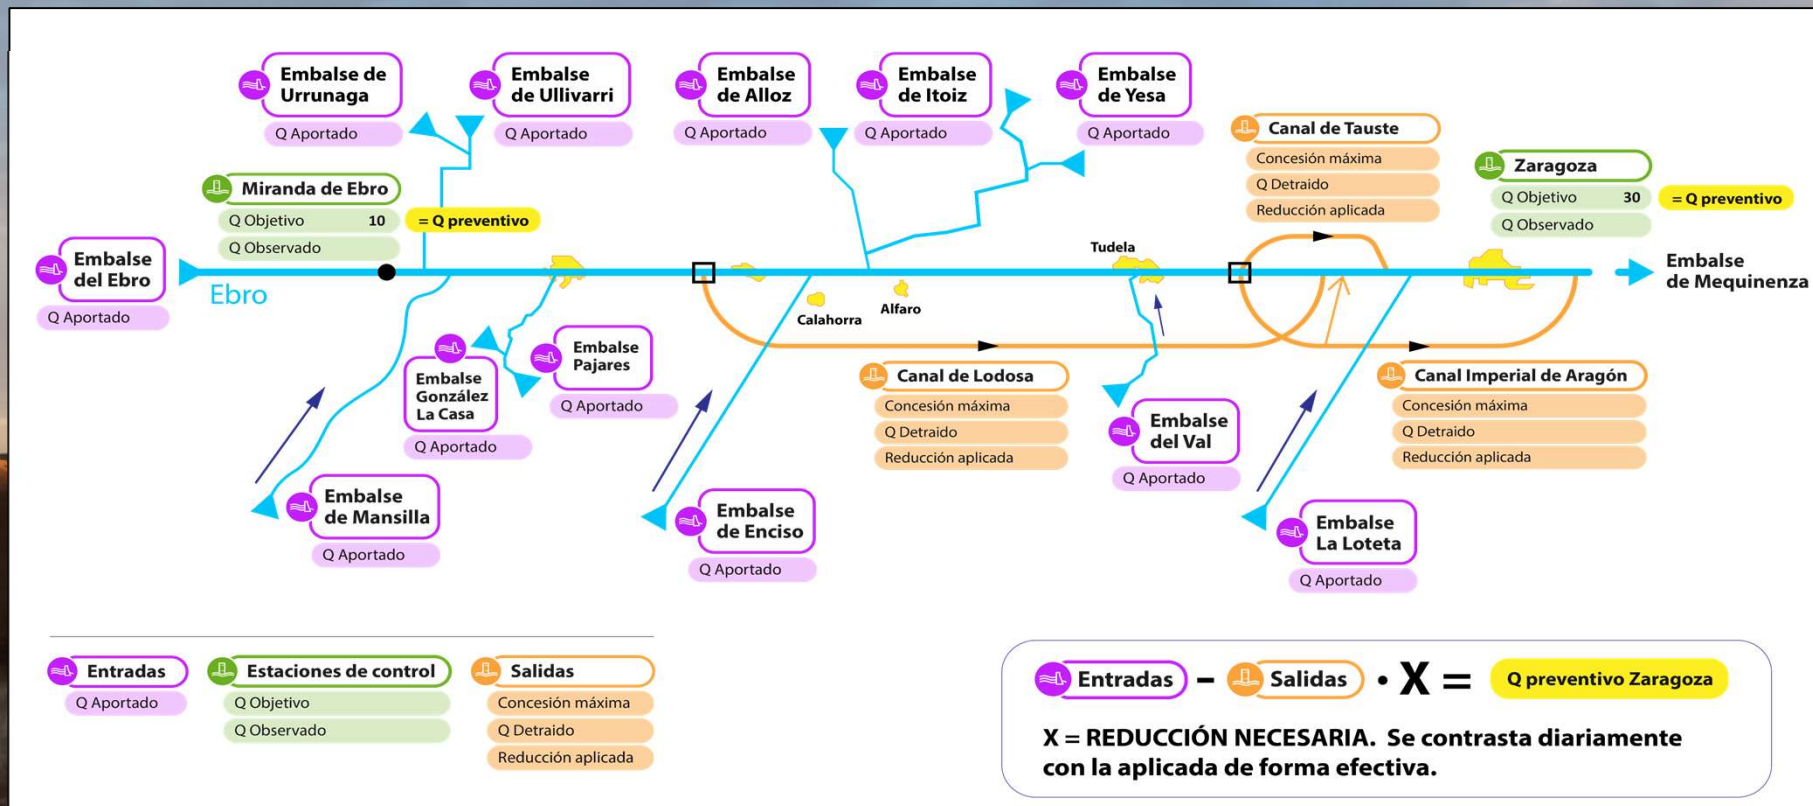 Embalse de
Urrunaga
Q Aportado
Embalse
de Ullivarri
Q Aportado
Embalse
de Alloz
Q Aportado
Embalse
de Itoiz
Q Aportado
Embalse
de Yesa
Q Aportado
Canal de Tauste
Concesión máxima
Q Detraido
Reducción aplicada
Zaragoza
Q Objetivo 30 = Q preventivo
Q Observado
Miranda de Ebro
Q Objetivo 10 = Q preventivo
Q Observado
Embalse
del Ebro
Q Aportado
Ebro
Tudela
Calahorra
Alfaro
Embalse
de Mequinenza
Embalse
González
La Casa
Q Aportado
Embalse
Pajares
Q Aportado
Canal de Lodosa
Concesión máxima
Q Detraido
Reducción aplicada
Embalse
del Val
Q Aportado
Canal Imperial de Aragón
Concesión máxima
Q Detraido
Reducción aplicada
Embalse
de Mansilla
Q Aportado
Embalse
de Enciso
Q Aportado
Embalse
La Loteta
Q Aportado
Entradas
Q Aportado
Estaciones de control
Q Objetivo
Q Observado
Salidas
Concesión máxima
Q Detraido
Reducción aplicada
Entradas – Salidas · X = Q preventivo Zaragoza
X = REDUCCIÓN NECESARIA. Se contrasta diariamente
con la aplicada de forma efectiva.